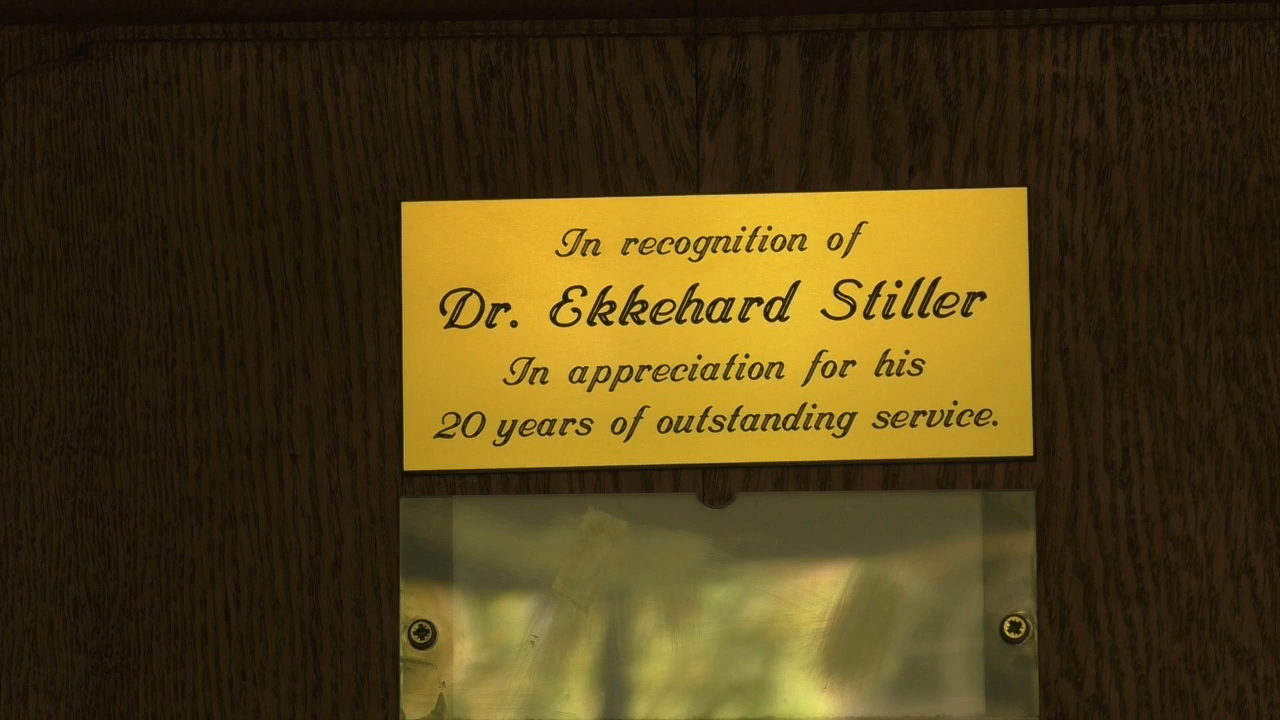 In recognition of
Dr. Ekkehard Stiller
In appreciation for his
20 years of outstanding service.